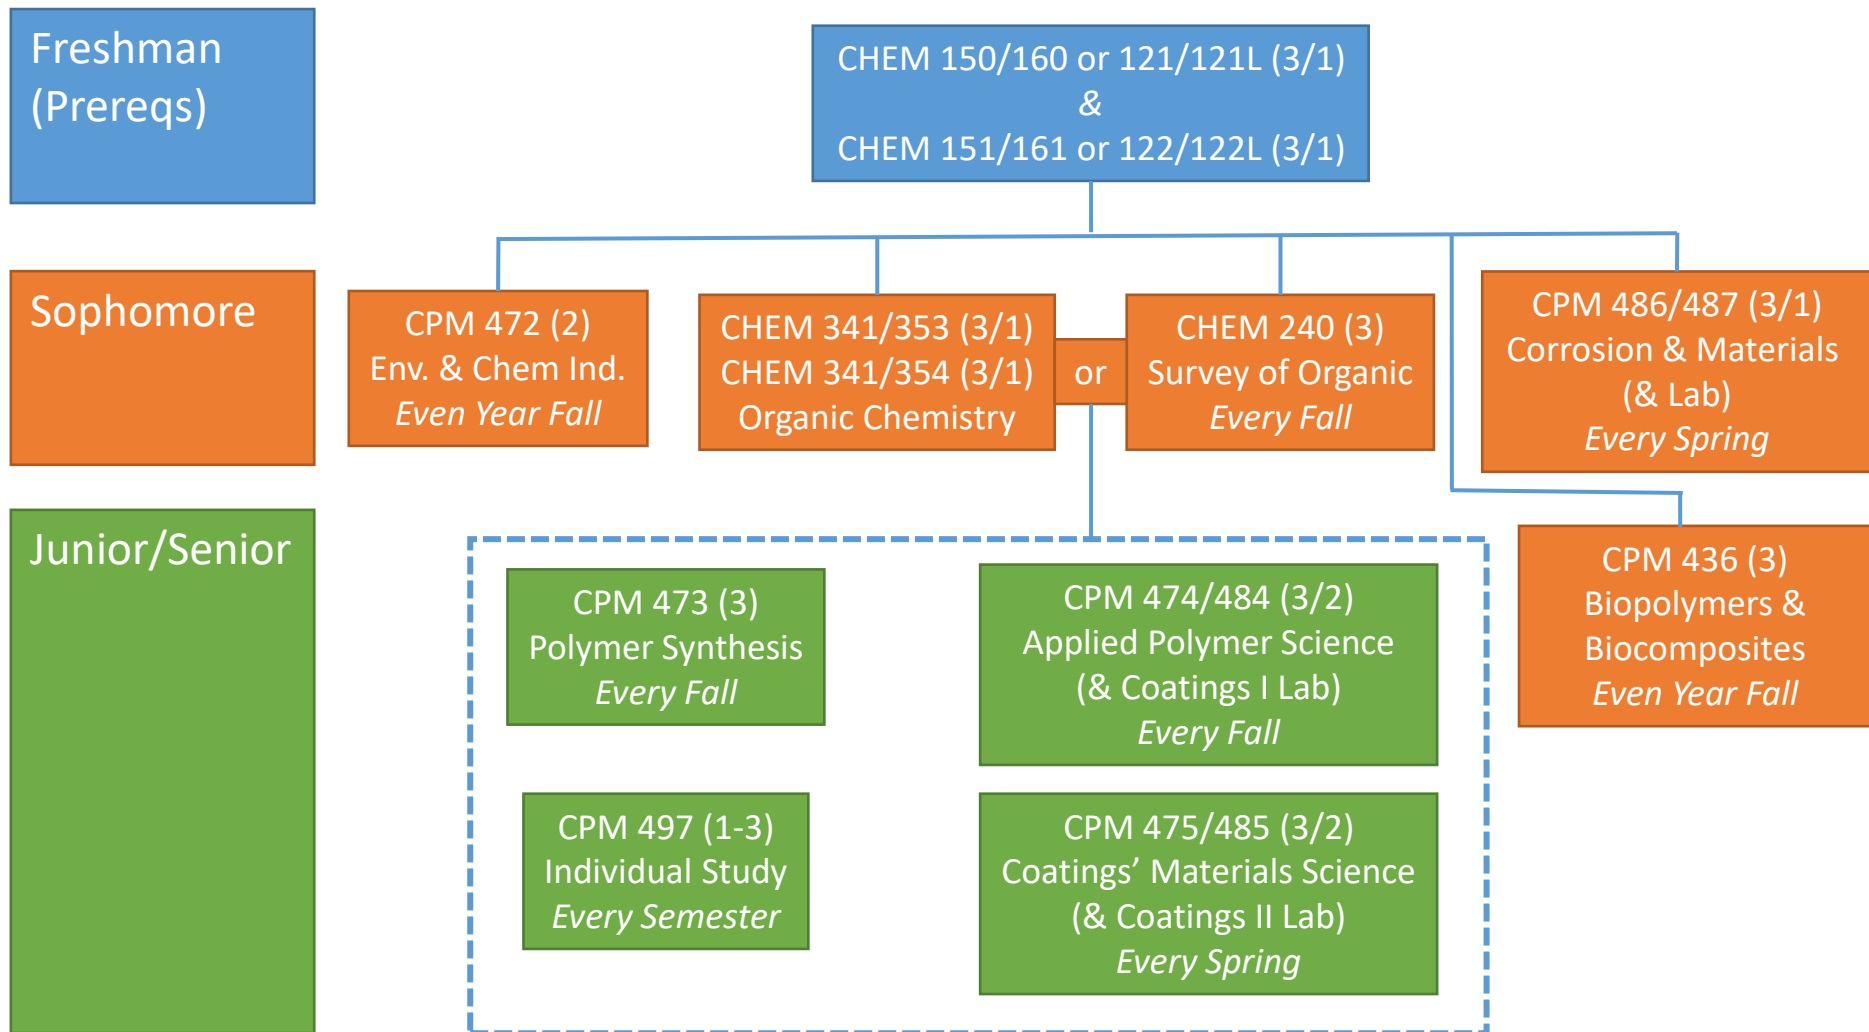 Freshman
(Prereqs)
CHEM 150/160 or 121/121L (3/1)
&
CHEM 151/161 or 122/122L (3/1)
Sophomore
CPM 472 (2)
Env. & Chem Ind.
Even Year Fall
CHEM 341/353 (3/1)
CHEM 341/354 (3/1)
Organic Chemistry
or
CHEM 240 (3)
Survey of Organic
Every Fall
CPM 486/487 (3/1)
Corrosion & Materials
(& Lab)
Every Spring
Junior/Senior
CPM 473 (3)
Polymer Synthesis
Every Fall
CPM 474/484 (3/2)
Applied Polymer Science
(& Coatings I Lab)
Every Fall
CPM 436 (3)
Biopolymers &
Biocomposites
Even Year Fall
CPM 497 (1-3)
Individual Study
Every Semester
CPM 475/485 (3/2)
Coatings’ Materials Science
(& Coatings II Lab)
Every Spring